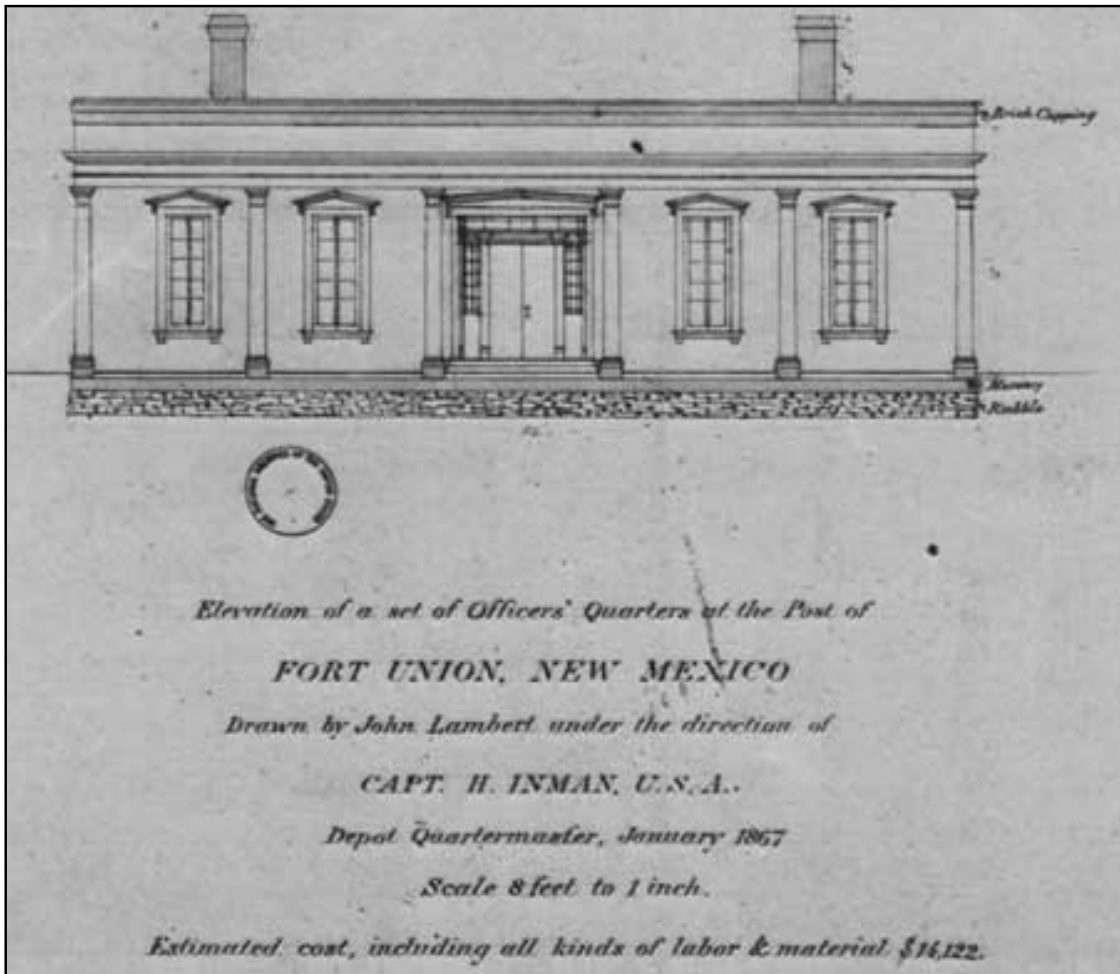 Brick Capping
Masonry
Rubble
Elevation of a set of Officers' Quarters at the Post of
FORT UNION, NEW MEXICO
Drawn by John Lambert under the direction of
CAPT. H. INMAN, U.S.A.
Depot Quartermaster, January 1867
Scale 8 feet to 1 inch.
Estimated cost, including all kinds of labor & material $14,122.